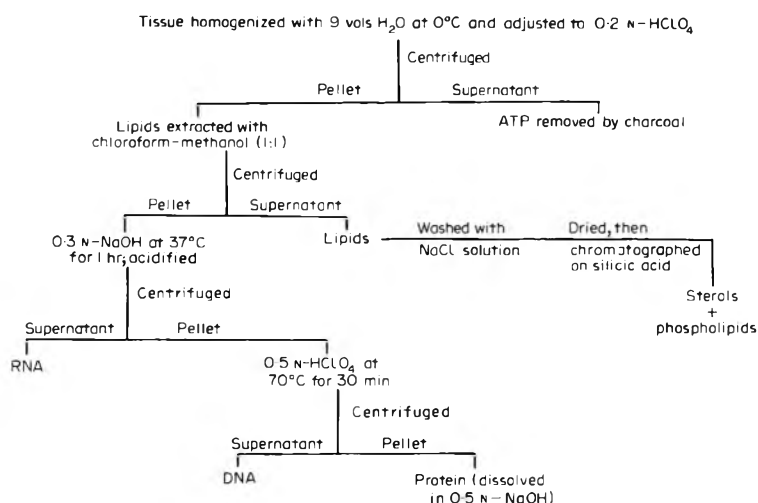 Tissue homogenized with 9 vols H₂O at 0°C and adjusted to 0·2 N–HClO₄
Centrifuged
Pellet
Supernatant
Lipids extracted with
chloroform–methanol (1:1)
ATP removed by charcoal
Centrifuged
Pellet
Supernatant
0·3 N–NaOH at 37°C
for 1 hr; acidified
Lipids
Washed with
NaCl solution
Dried, then
chromatographed
on silicic acid
Sterols
+
phospholipids
Centrifuged
Supernatant
Pellet
RNA
0·5 N–HClO₄ at
70°C for 30 min
Centrifuged
Supernatant
Pellet
DNA
Protein (dissolved
in 0·5 N–NaOH)